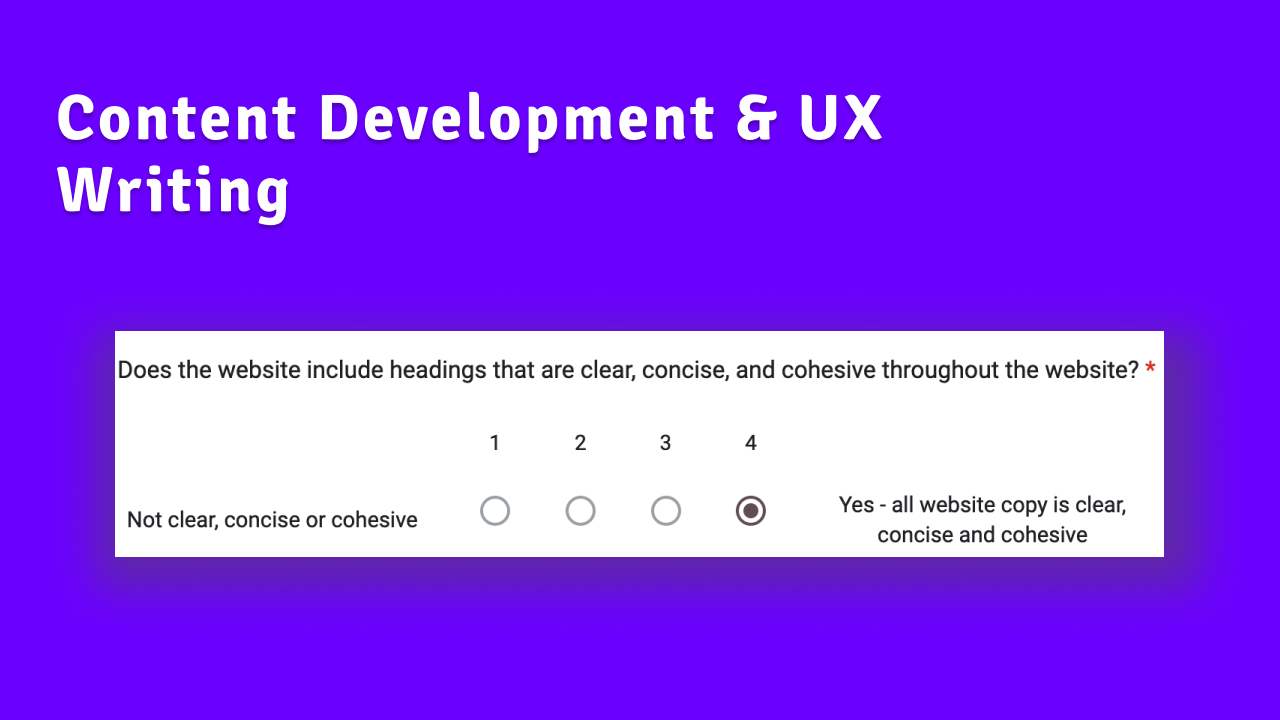 Content Development & UX
Writing
Does the website include headings that are clear, concise, and cohesive throughout the website? *
1 2 3 4
Not clear, concise or cohesive
Yes - all website copy is clear,
concise and cohesive